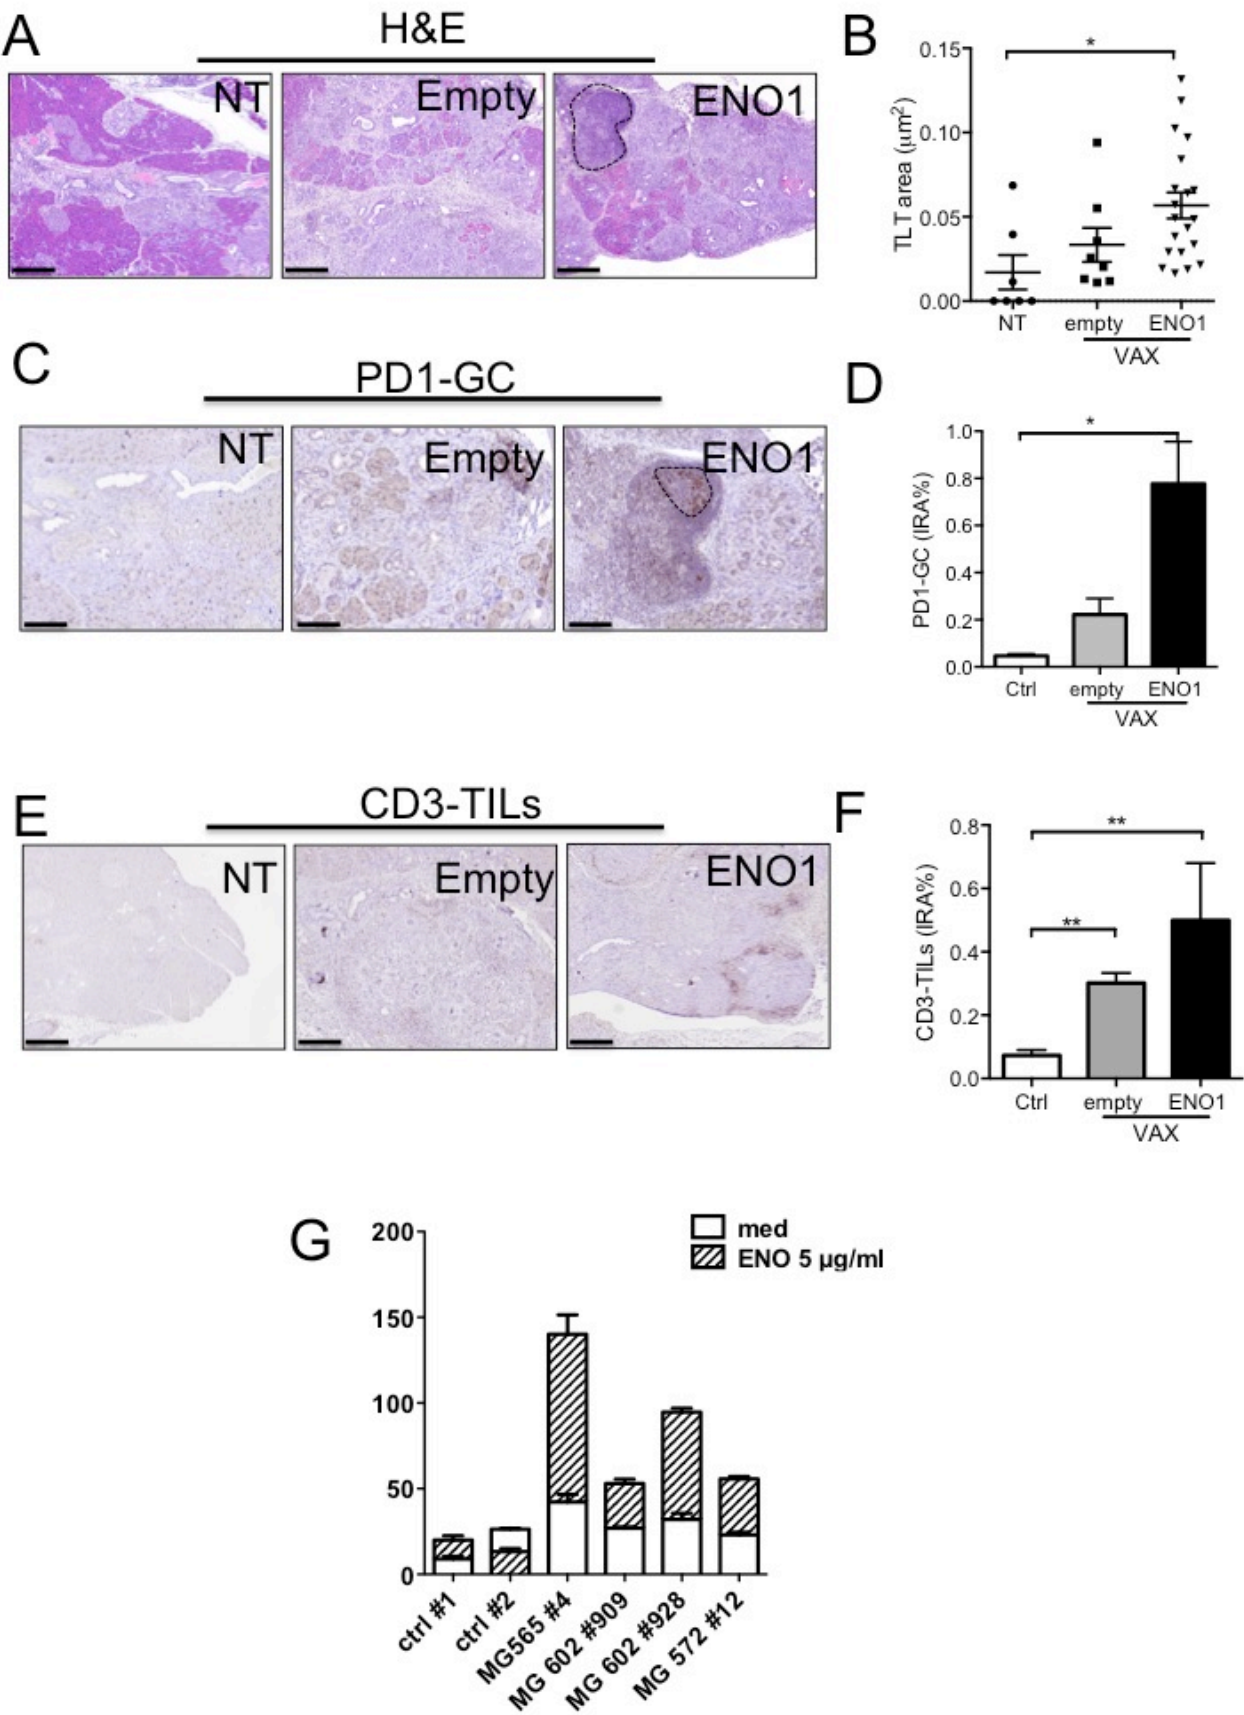 A
H&E
NT
Empty
ENO1
B
TLT area (µm2)
0.15
0.10
0.05
0.00
*
NT
empty
ENO1
VAX
C
PD1-GC
NT
Empty
ENO1
D
PD1-GC (IRA%)
1.0
0.8
0.6
0.4
0.2
0.0
*
Ctrl
empty
ENO1
VAX
E
CD3-TILs
NT
Empty
ENO1
F
CD3-TILs (IRA%)
0.8
0.6
0.4
0.2
0.0
**
**
Ctrl
empty
ENO1
VAX
G
200
150
100
50
0
med
ENO 5 µg/ml
ctrl #1
ctrl #2
MG565 #4
MG 602 #909
MG 602 #928
MG 572 #12